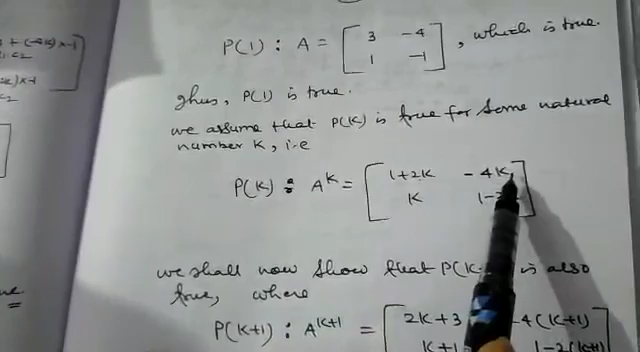 + (-4k) x -1
P(1) : A = [ 3 -4
1 -1 ] , which is true.
Thus, P(1) is true.
we assume that P(K) is true for some natural
number K, i.e
P(K) : A^K = [ 1+2K -4K
K 1- ]
we shall now show that P(K is also
true, where
P(K+1) : A^K+1 = [ 2K+3 -4(K+1)
K+1 1-2(K+1) ]